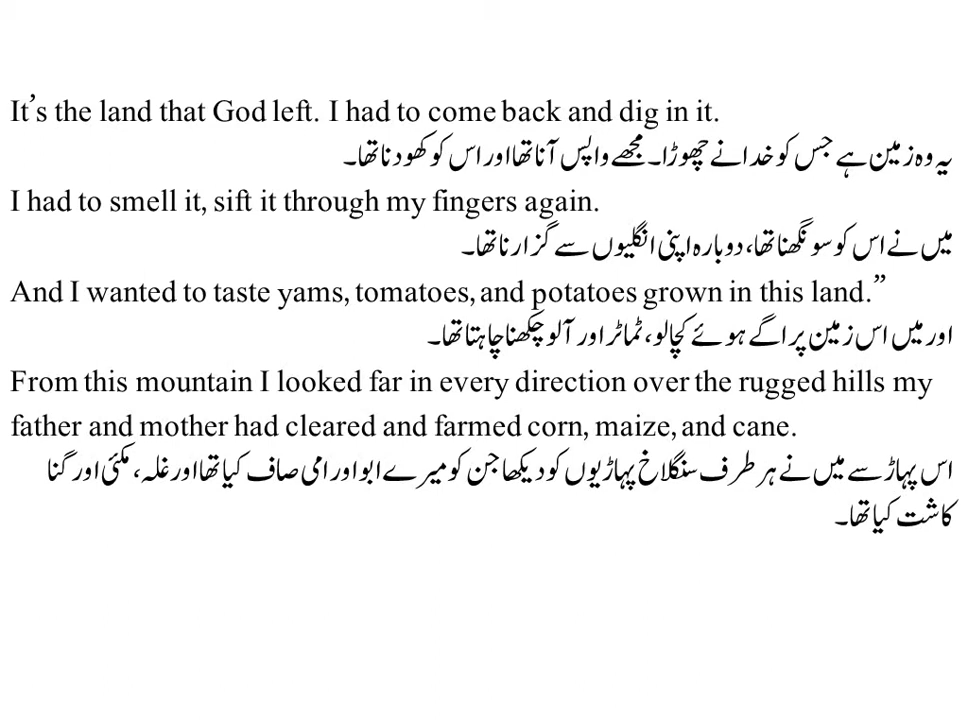 It’s the land that God left. I had to come back and dig in it.
یہ وہ زمین ہے جس کو خدا نے چھوڑا۔ مجھے واپس آنا تھا اور اس کو کھودنا تھا۔
I had to smell it, sift it through my fingers again.
میں نے اس کو سونگھنا تھا، دوبارہ اپنی انگلیوں سے گزارنا تھا۔
And I wanted to taste yams, tomatoes, and potatoes grown in this land.”
اور میں اس زمین پر اگے ہوئے کچالو، ٹماٹر اور آلو چکھنا چاہتا تھا۔
From this mountain I looked far in every direction over the rugged hills my
father and mother had cleared and farmed corn, maize, and cane.
اس پہاڑ سے میں نے ہر طرف سنگلاخ پہاڑیوں کو دیکھا جن کو میرے ابو اور امی صاف کیا تھا اور غلہ، مکئی اور گنا
کاشت کیا تھا۔